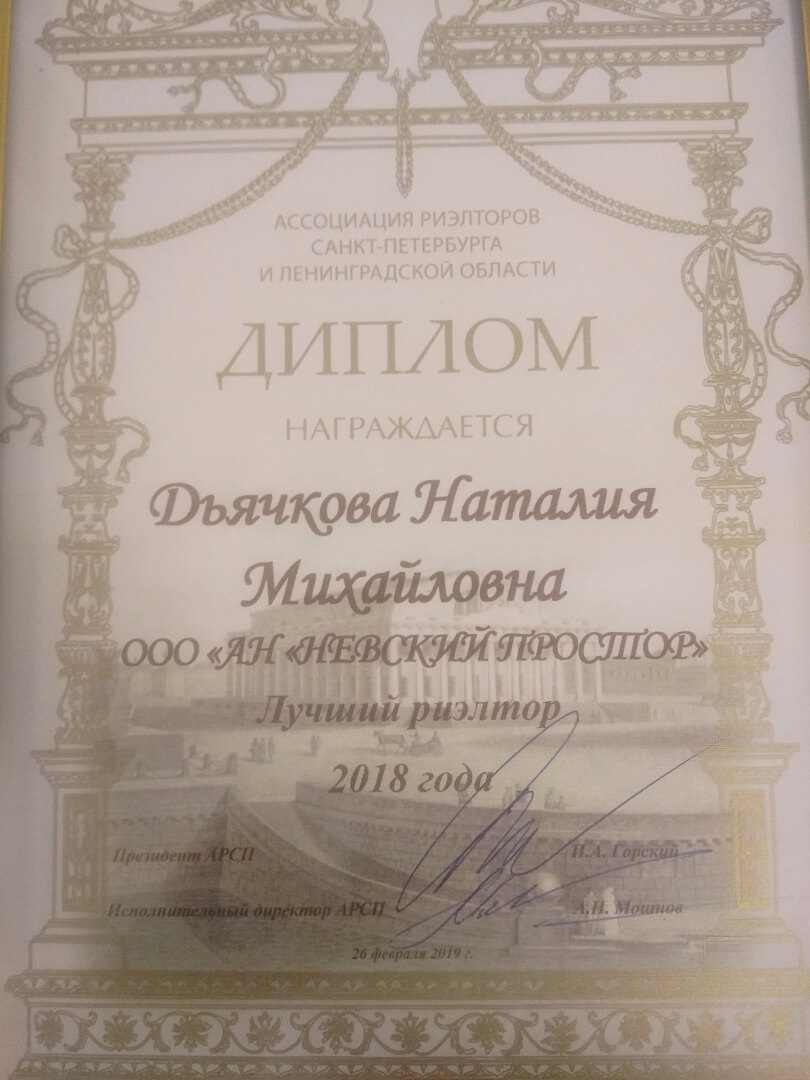 АССОЦИАЦИЯ РИЭЛТОРОВ
САНКТ-ПЕТЕРБУРГА
И ЛЕНИНГРАДСКОЙ ОБЛАСТИ
ДИПЛОМ
НАГРАЖДАЕТСЯ
Дьячкова Наталия
Михайловна
ООО «АН «НЕВСКИЙ ПРОСТОР»
Лучший риэлтор
2018 года
Президент АРСП И.А. Горский
Исполнительный директор АРСП А.Н. Мошнов
26 февраля 2019 г.